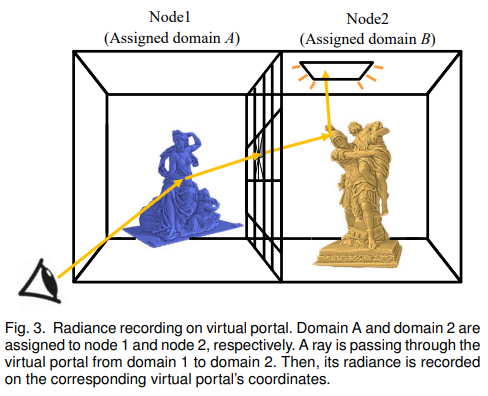 Node1
(Assigned domain A)
Node2
(Assigned domain B)
Fig. 3. Radiance recording on virtual portal. Domain A and domain 2 are
assigned to node 1 and node 2, respectively. A ray is passing through the
virtual portal from domain 1 to domain 2. Then, its radiance is recorded
on the corresponding virtual portal's coordinates.